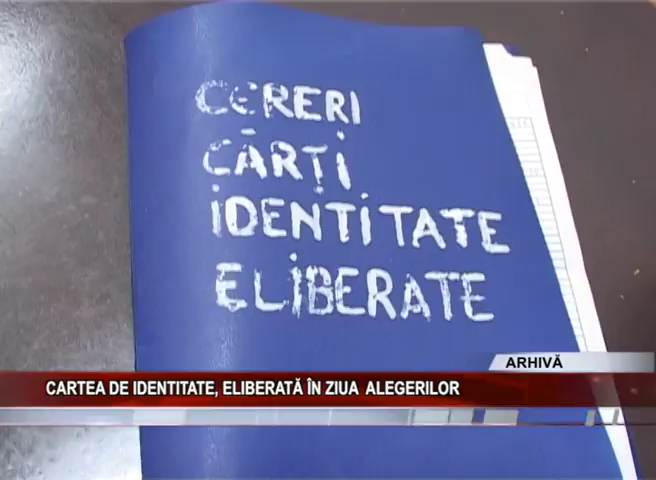 CERERI
CĂRȚI
IDENTITATE
ELIBERATE
ARHIVĂ
CARTEA DE IDENTITATE, ELIBERATĂ ÎN ZIUA ALEGERILOR